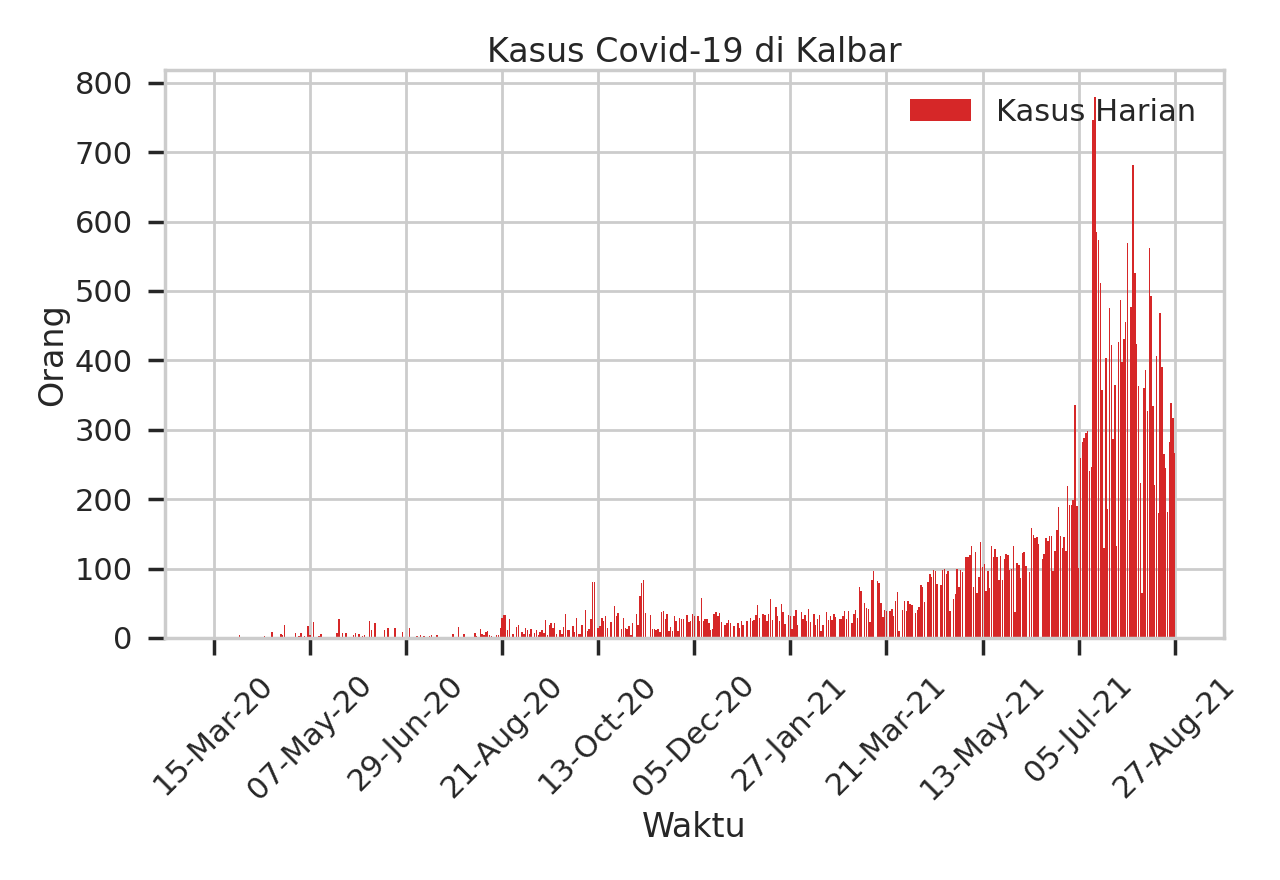 Kasus Covid-19 di Kalbar
Kasus Harian
Orang
800
700
600
500
400
300
200
100
0
15-Mar-20
07-May-20
29-Jun-20
21-Aug-20
13-Oct-20
05-Dec-20
27-Jan-21
21-Mar-21
13-May-21
05-Jul-21
27-Aug-21
Waktu